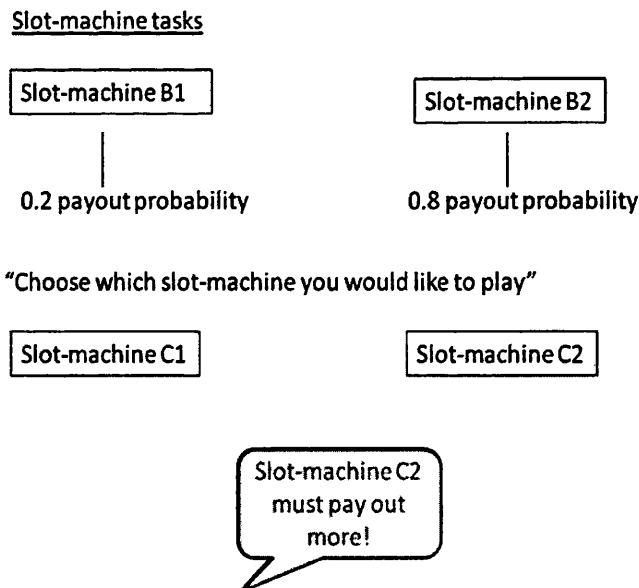 Slot-machine tasks
Slot-machine B1
Slot-machine B2
0.2 payout probability
0.8 payout probability
“Choose which slot-machine you would like to play”
Slot-machine C1
Slot-machine C2
Slot-machine C2
must pay out
more!